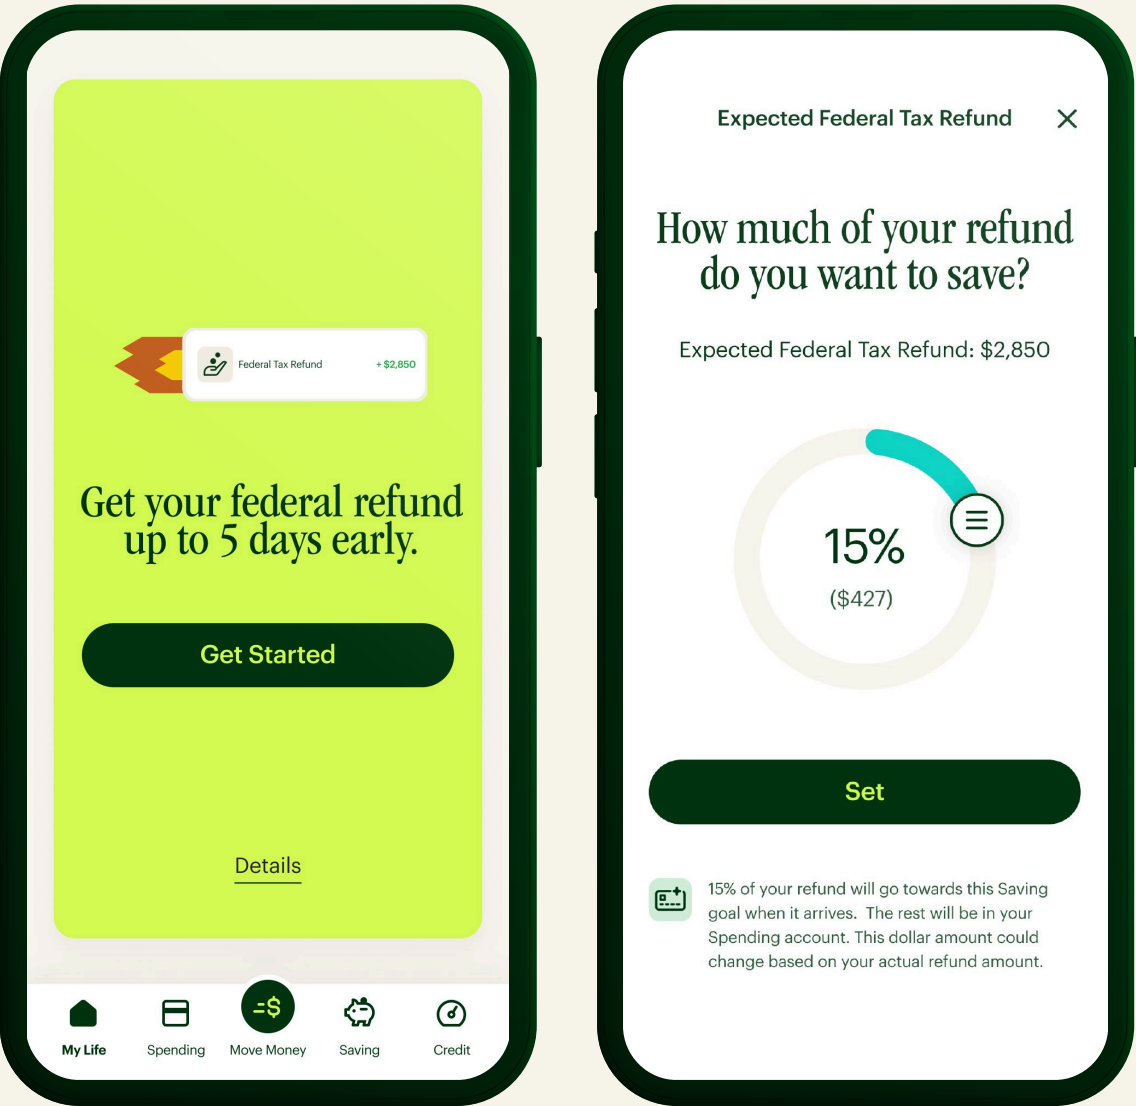 Federal Tax Refund
+ $2,850
Get your federal refund
up to 5 days early.
Get Started
Details
My Life
Spending
Move Money
Saving
Credit
Expected Federal Tax Refund
How much of your refund
do you want to save?
Expected Federal Tax Refund: $2,850
15%
($427)
Set
15% of your refund will go towards this Saving
goal when it arrives. The rest will be in your
Spending account. This dollar amount could
change based on your actual refund amount.